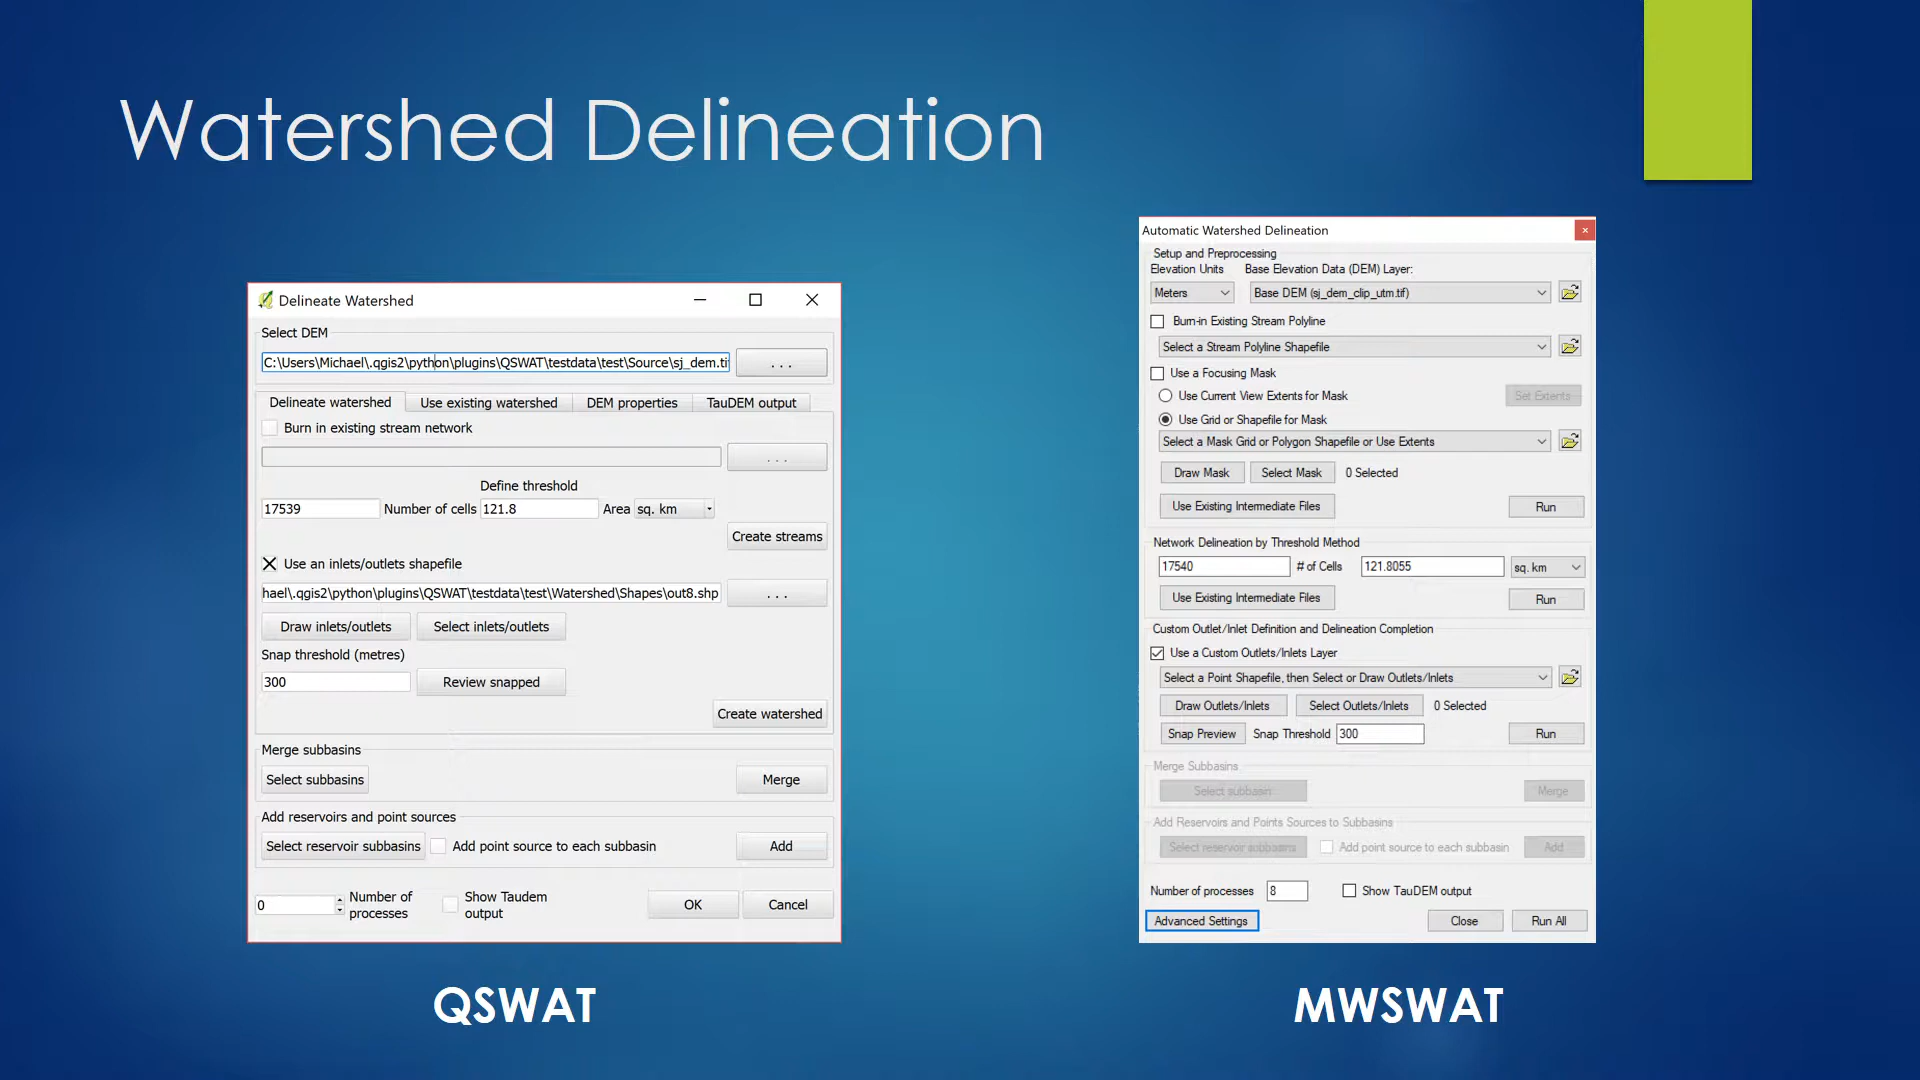 Watershed Delineation
Delineate Watershed
Select DEM
C:\Users\Michael\.qgis2\python\plugins\QSWAT\testdata\test\Source\sj_dem.ti
. . .
Delineate watershed Use existing watershed DEM properties TauDEM output
Burn in existing stream network
. . .
Define threshold
17539 Number of cells 121.8 Area sq. km
Create streams
Use an inlets/outlets shapefile
hael\.qgis2\python\plugins\QSWAT\testdata\test\Watershed\Shapes\out8.shp . . .
Draw inlets/outlets Select inlets/outlets
Snap threshold (metres)
300 Review snapped
Create watershed
Merge subbasins
Select subbasins Merge
Add reservoirs and point sources
Select reservoir subbasins Add point source to each subbasin Add
0 Number of processes Show Taudem output OK Cancel
QSWAT
Automatic Watershed Delineation
Setup and Preprocessing
Elevation Units Base Elevation Data (DEM) Layer:
Meters Base DEM (sj_dem_clip_utm.tif)
Burn-in Existing Stream Polyline
Select a Stream Polyline Shapefile
Use a Focusing Mask
Use Current View Extents for Mask Set Extents
Use Grid or Shapefile for Mask
Select a Mask Grid or Polygon Shapefile or Use Extents
Draw Mask Select Mask 0 Selected
Use Existing Intermediate Files Run
Network Delineation by Threshold Method
17540 # of Cells 121.8055 sq. km
Use Existing Intermediate Files Run
Custom Outlet/Inlet Definition and Delineation Completion
Use a Custom Outlets/Inlets Layer
Select a Point Shapefile, then Select or Draw Outlets/Inlets
Draw Outlets/Inlets Select Outlets/Inlets 0 Selected
Snap Preview Snap Threshold 300 Run
Merge Subbasins
Select subbasin Merge
Add Reservoirs and Points Sources to Subbasins
Select reservoir subbasins Add point source to each subbasin Add
Number of processes 8 Show TauDEM output
Advanced Settings Close Run All
MWSWAT